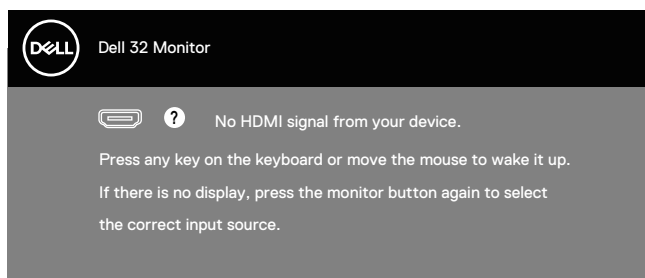 DELL
Dell 32 Monitor
? No HDMI signal from your device.
Press any key on the keyboard or move the mouse to wake it up.
If there is no display, press the monitor button again to select
the correct input source.